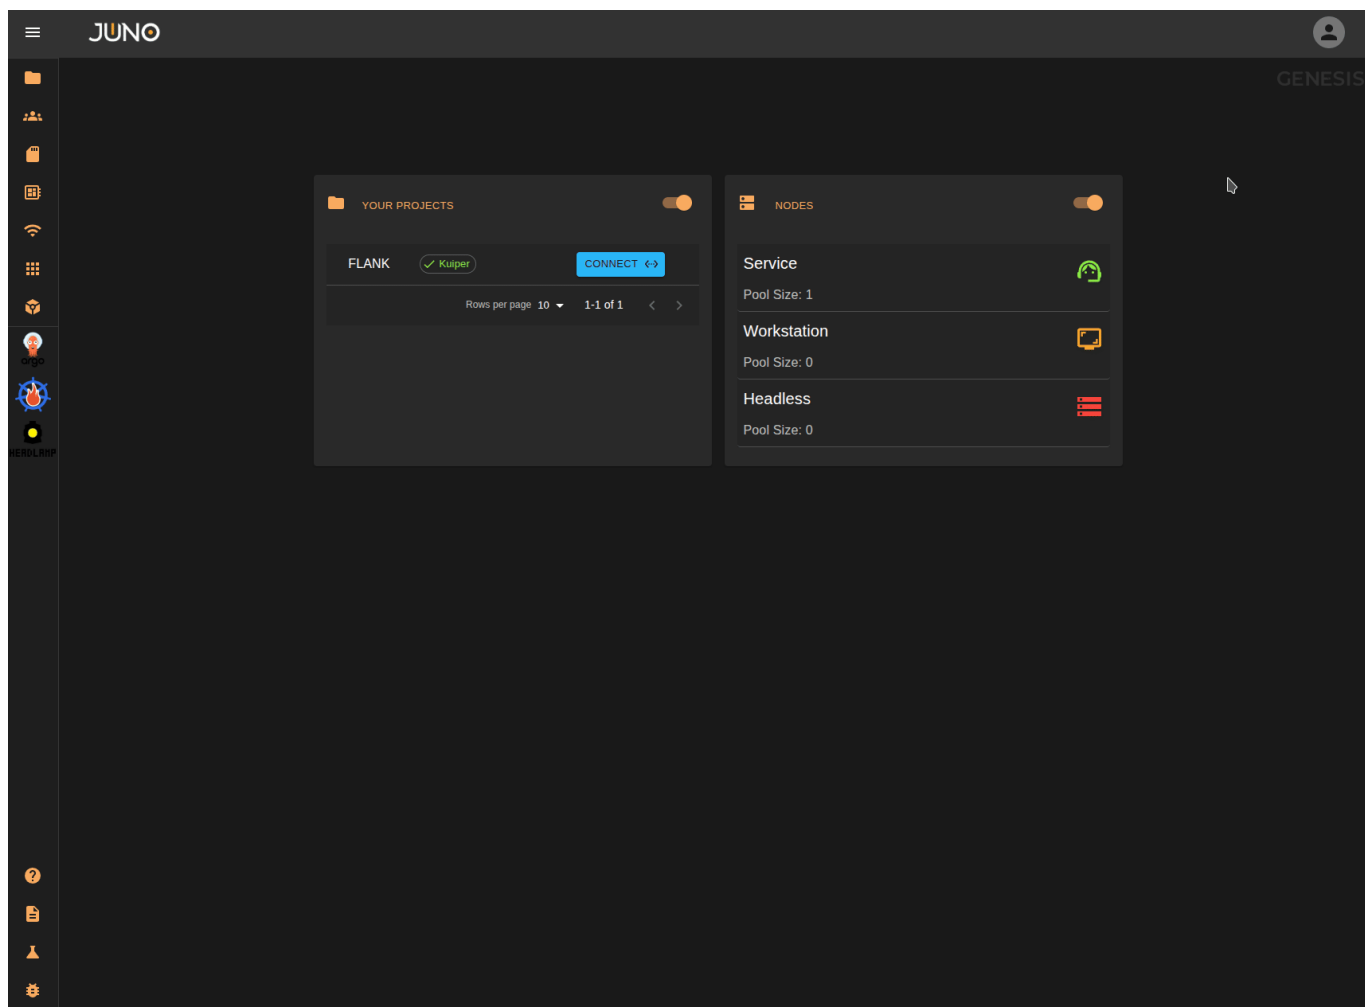 JUNO
GENESIS
YOUR PROJECTS
FLANK Kuiper CONNECT
Rows per page 10 1-1 of 1
NODES
Service
Pool Size: 1
Workstation
Pool Size: 0
Headless
Pool Size: 0
argo
HEADLAMP